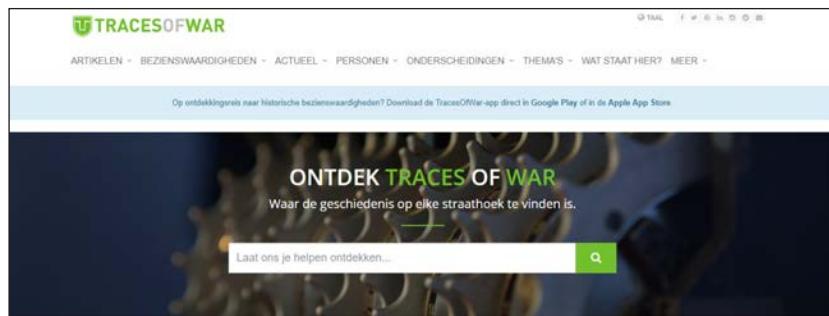 TRACESOFWAR
TAAL
ARTIKELEN BEZIENSWAARDIGHEDEN ACTUEEL PERSONEN ONDERSCHEIDINGEN THEMA'S WAT STAAT HIER? MEER
Op ontdekkingsreis naar historische bezienswaardigheden? Download de TracesOfWar-app direct in Google Play of in de Apple App Store
ONTDEK TRACES OF WAR
Waar de geschiedenis op elke straathoek te vinden is.
Laat ons je helpen ontdekken...